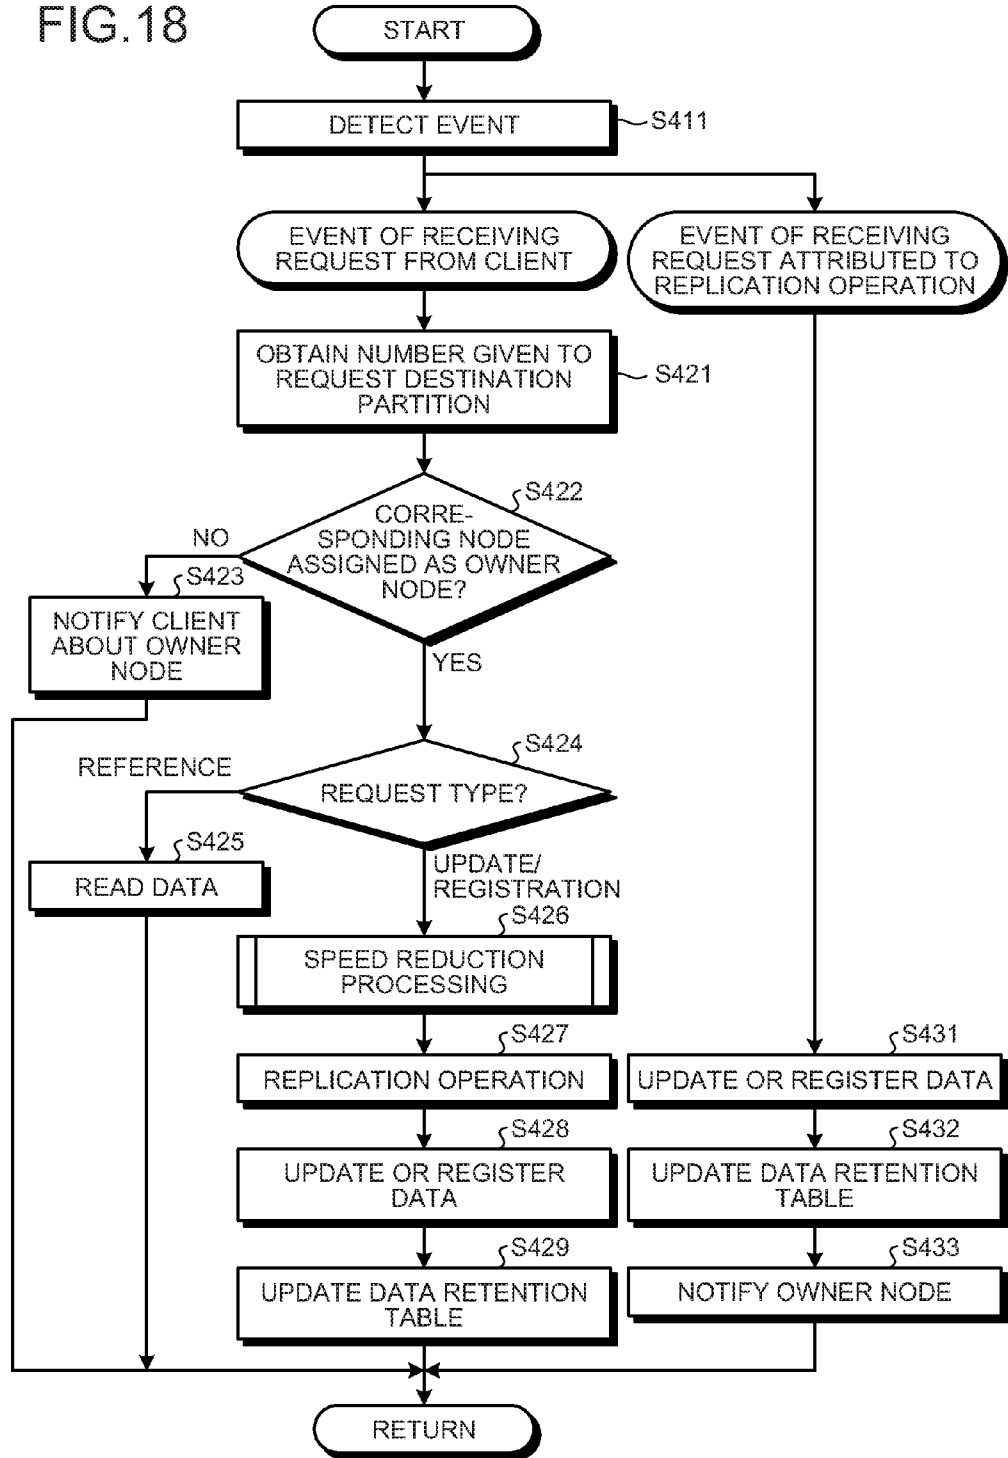 FIG.18
START
DETECT EVENT
S411
EVENT OF RECEIVING
REQUEST FROM CLIENT
EVENT OF RECEIVING
REQUEST ATTRIBUTED TO
REPLICATION OPERATION
OBTAIN NUMBER GIVEN TO
REQUEST DESTINATION
PARTITION
S421
S422
CORRE-
SPONDING NODE
ASSIGNED AS OWNER
NODE?
NO
S423
NOTIFY CLIENT
ABOUT OWNER
NODE
YES
S424
REQUEST TYPE?
REFERENCE
S425
READ DATA
UPDATE/
REGISTRATION
S426
SPEED REDUCTION
PROCESSING
S427
REPLICATION OPERATION
S428
UPDATE OR REGISTER
DATA
S429
UPDATE DATA RETENTION
TABLE
S431
UPDATE OR REGISTER DATA
S432
UPDATE DATA RETENTION
TABLE
S433
NOTIFY OWNER NODE
RETURN